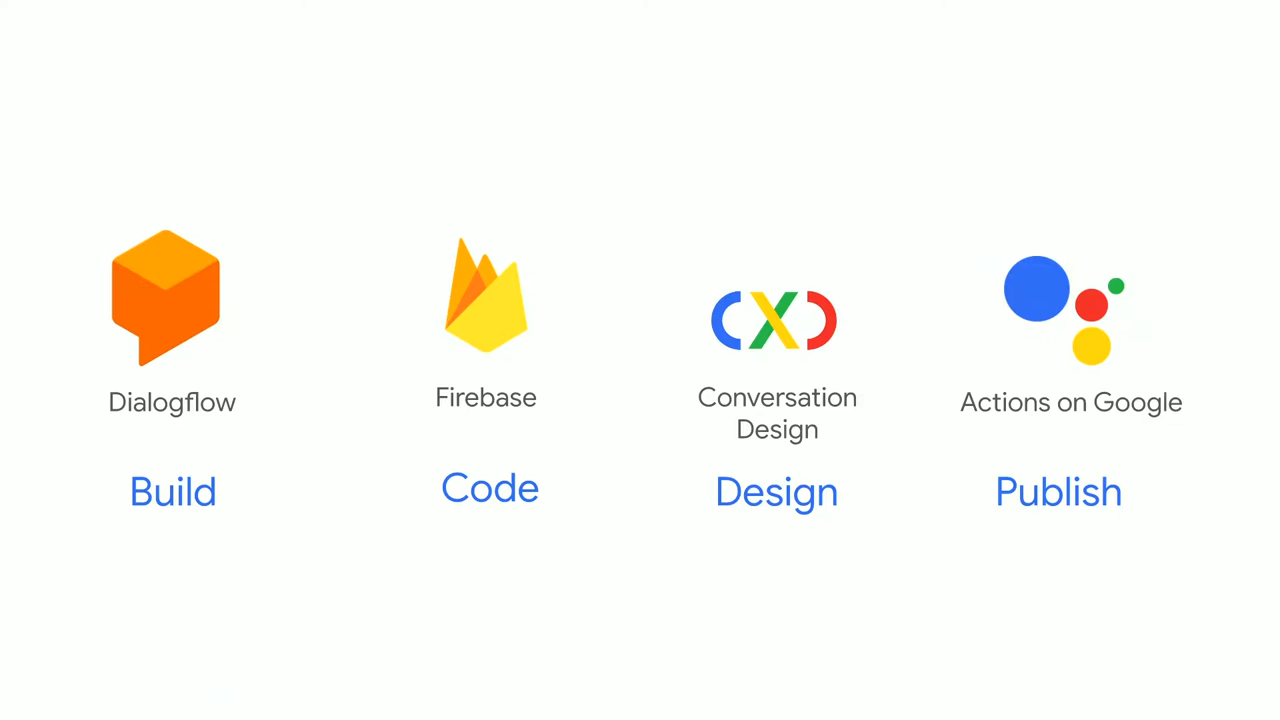 Dialogflow
Build
Firebase
Code
Conversation
Design
Design
Actions on Google
Publish